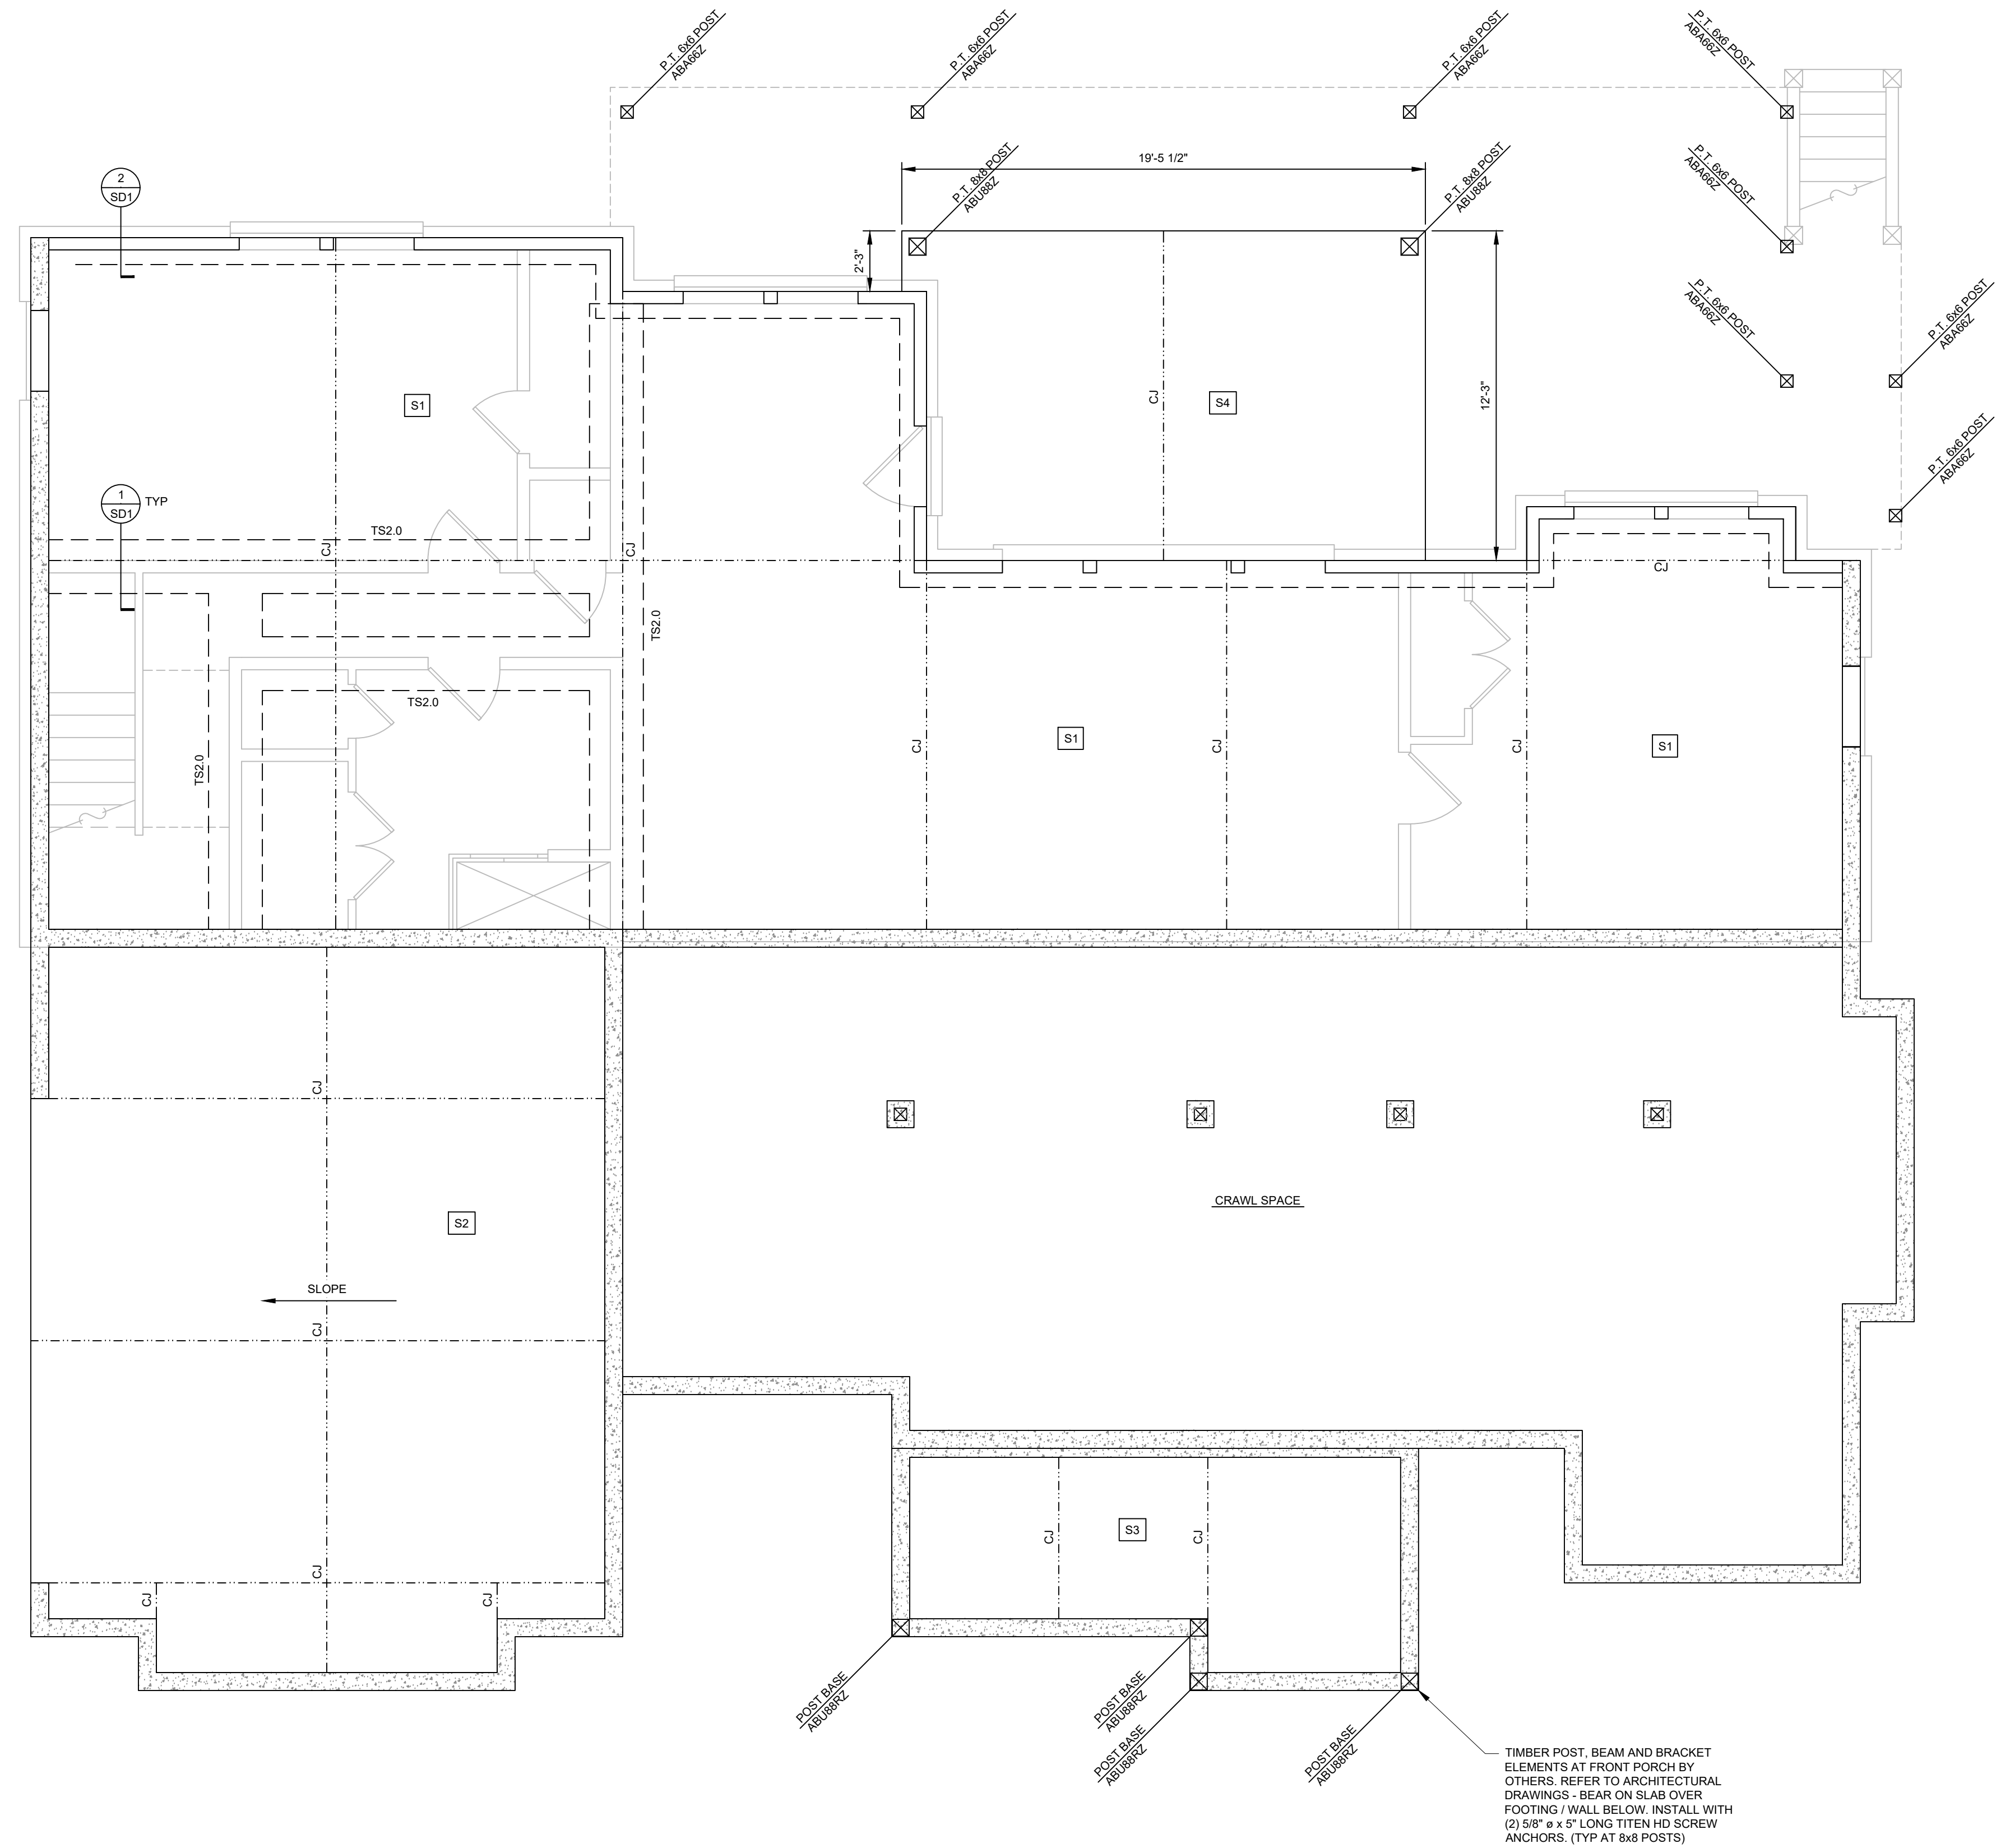 P.T. 6x6 POST
ABA66Z
P.T. 6x6 POST
ABA66Z
P.T. 6x6 POST
ABA66Z
P.T. 6x6 POST
ABA66Z
19'-5 1/2"
P.T. 8x8 POST
ABU88Z
P.T. 8x8 POST
ABU88Z
P.T. 6x6 POST
ABA66Z
2
SD1
2'-3"
P.T. 6x6 POST
ABA66Z
P.T. 6x6 POST
ABA66Z
S1
CJ
S4
12'-3"
P.T. 6x6 POST
ABA66Z
1
SD1
TYP
TS2.0
CJ
CJ
CJ
TS2.0
TS2.0
TS2.0
CJ
S1
CJ
CJ
S1
CJ
S2
CRAWL SPACE
SLOPE
CJ
CJ
CJ
CJ
CJ
S3
CJ
POST BASE
ABU88RZ
POST BASE
ABU88RZ
POST BASE
ABU88RZ
POST BASE
ABU88RZ
TIMBER POST, BEAM AND BRACKET
ELEMENTS AT FRONT PORCH BY
OTHERS. REFER TO ARCHITECTURAL
DRAWINGS - BEAR ON SLAB OVER
FOOTING / WALL BELOW. INSTALL WITH
(2) 5/8" ø x 5" LONG TITEN HD SCREW
ANCHORS. (TYP AT 8x8 POSTS)